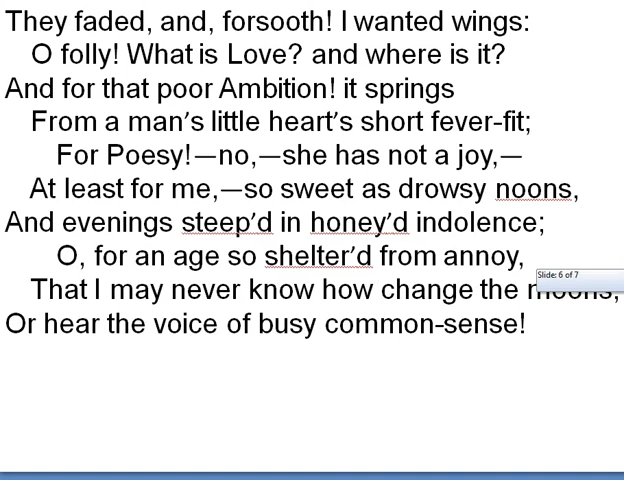 They faded, and, forsooth! I wanted wings:
O folly! What is Love? and where is it?
And for that poor Ambition! it springs
From a man's little heart's short fever-fit;
For Poesy!—no,—she has not a joy,—
At least for me,—so sweet as drowsy noons,
And evenings steep'd in honey'd indolence;
O, for an age so shelter'd from annoy,
Slide: 6 of 7
That I may never know how change the moons,
Or hear the voice of busy common-sense!